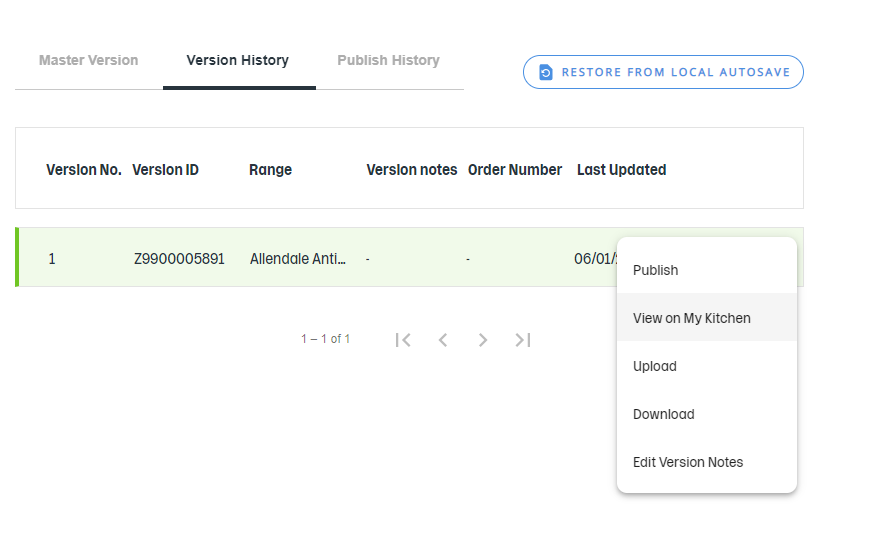 Master Version Version History Publish History
RESTORE FROM LOCAL AUTOSAVE
Version No. Version ID Range Version notes Order Number Last Updated
1 Z9900005891 Allendale Anti... - - 06/01/
Publish
View on My Kitchen
Upload
Download
Edit Version Notes
1 – 1 of 1